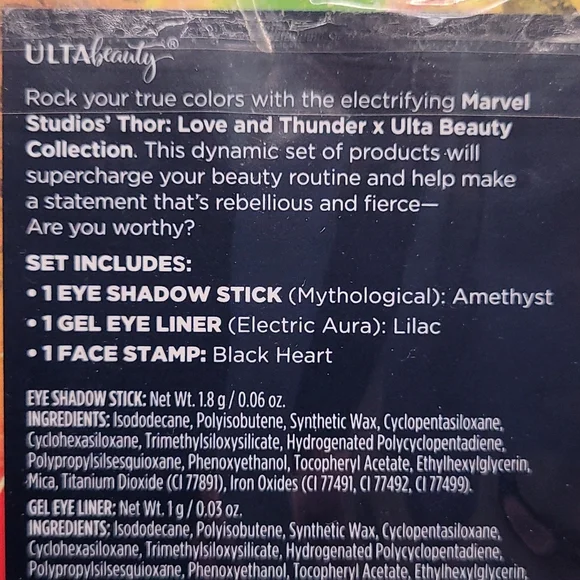 ULTAbeauty®
Rock your true colors with the electrifying Marvel
Studios' Thor: Love and Thunder x Ulta Beauty
Collection. This dynamic set of products will
supercharge your beauty routine and help make
a statement that's rebellious and fierce—
Are you worthy?
SET INCLUDES:
• 1 EYE SHADOW STICK (Mythological): Amethyst
• 1 GEL EYE LINER (Electric Aura): Lilac
• 1 FACE STAMP: Black Heart
EYE SHADOW STICK: Net Wt. 1.8 g / 0.06 oz.
INGREDIENTS: Isododecane, Polyisobutene, Synthetic Wax, Cyclopentasiloxane,
Cyclohexasiloxane, Trimethylsiloxysilicate, Hydrogenated Polycyclopentadiene,
Polypropylsilsesquioxane, Phenoxyethanol, Tocopheryl Acetate, Ethylhexylglycerin,
Mica, Titanium Dioxide (CI 77891), Iron Oxides (CI 77491, CI 77492, CI 77499).
GEL EYE LINER: Net Wt. 1 g / 0.03 oz.
INGREDIENTS: Isododecane, Polyisobutene, Synthetic Wax, Cyclopentasiloxane,
Cyclohexasiloxane, Trimethylsiloxysilicate, Hydrogenated Polycyclopentadiene,
Polypropylsilsesquioxane, Phenoxyethanol, Tocopheryl Acetate, Ethylhexylglycerin,